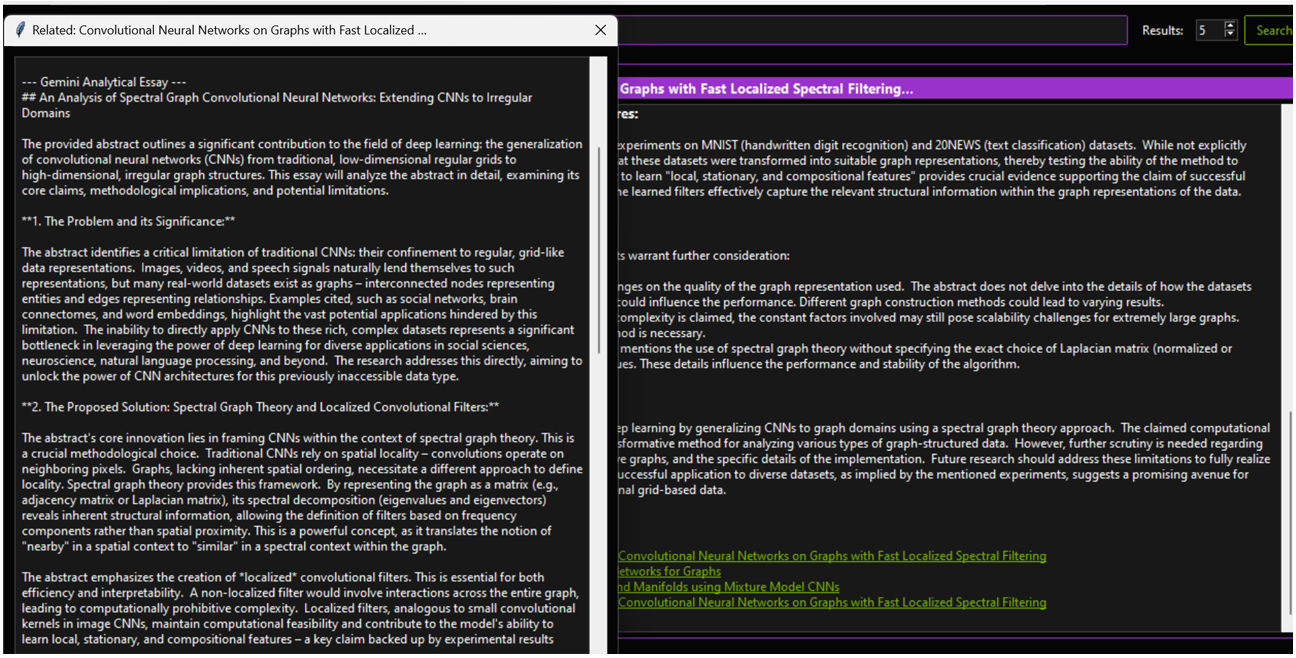 Related: Convolutional Neural Networks on Graphs with Fast Localized ...
--- Gemini Analytical Essay ---
## An Analysis of Spectral Graph Convolutional Neural Networks: Extending CNNs to Irregular
Domains
The provided abstract outlines a significant contribution to the field of deep learning: the generalization
of convolutional neural networks (CNNs) from traditional, low-dimensional regular grids to
high-dimensional, irregular graph structures. This essay will analyze the abstract in detail, examining its
core claims, methodological implications, and potential limitations.
**1. The Problem and its Significance:**
The abstract identifies a critical limitation of traditional CNNs: their confinement to regular, grid-like
data representations.  Images, videos, and speech signals naturally lend themselves to such
representations, but many real-world datasets exist as graphs – interconnected nodes representing
entities and edges representing relationships. Examples cited, such as social networks, brain
connectomes, and word embeddings, highlight the vast potential applications hindered by this
limitation.  The inability to directly apply CNNs to these rich, complex datasets represents a significant
bottleneck in leveraging the power of deep learning for diverse applications in social sciences,
neuroscience, natural language processing, and beyond.  The research addresses this directly, aiming to
unlock the power of CNN architectures for this previously inaccessible data type.
**2. The Proposed Solution: Spectral Graph Theory and Localized Convolutional Filters:**
The abstract's core innovation lies in framing CNNs within the context of spectral graph theory. This is
a crucial methodological choice.  Traditional CNNs rely on spatial locality – convolutions operate on
neighboring pixels.  Graphs, lacking inherent spatial ordering, necessitate a different approach to define
locality. Spectral graph theory provides this framework.  By representing the graph as a matrix (e.g.,
adjacency matrix or Laplacian matrix), its spectral decomposition (eigenvalues and eigenvectors)
reveals inherent structural information, allowing the definition of filters based on frequency
components rather than spatial proximity. This is a powerful concept, as it translates the notion of
"nearby" in a spatial context to "similar" in a spectral context within the graph.
The abstract emphasizes the creation of *localized* convolutional filters. This is essential for both
efficiency and interpretability.  A non-localized filter would involve interactions across the entire graph,
leading to computationally prohibitive complexity.  Localized filters, analogous to small convolutional
kernels in image CNNs, maintain computational feasibility and contribute to the model's ability to
learn local, stationary, and compositional features – a key claim backed up by experimental results
Results: 5 Search
Graphs with Fast Localized Spectral Filtering...
res:
xperiments on MNIST (handwritten digit recognition) and 20NEWS (text classification) datasets.  While not explicitly
at these datasets were transformed into suitable graph representations, thereby testing the ability of the method to
to learn "local, stationary, and compositional features" provides crucial evidence supporting the claim of successful
ne learned filters effectively capture the relevant structural information within the graph representations of the data.
ts warrant further consideration:
nges on the quality of the graph representation used.  The abstract does not delve into the details of how the datasets
could influence the performance. Different graph construction methods could lead to varying results.
complexity is claimed, the constant factors involved may still pose scalability challenges for extremely large graphs.
nod is necessary.
mentions the use of spectral graph theory without specifying the exact choice of Laplacian matrix (normalized or
ues. These details influence the performance and stability of the algorithm.
ep learning by generalizing CNNs to graph domains using a spectral graph theory approach.  The claimed computational
sformative method for analyzing various types of graph-structured data.  However, further scrutiny is needed regarding
ve graphs, and the specific details of the implementation.  Future research should address these limitations to fully realize
uccessful application to diverse datasets, as implied by the mentioned experiments, suggests a promising avenue for
nal grid-based data.
Convolutional Neural Networks on Graphs with Fast Localized Spectral Filtering
etworks for Graphs
nd Manifolds using Mixture Model CNNs
Convolutional Neural Networks on Graphs with Fast Localized Spectral Filtering